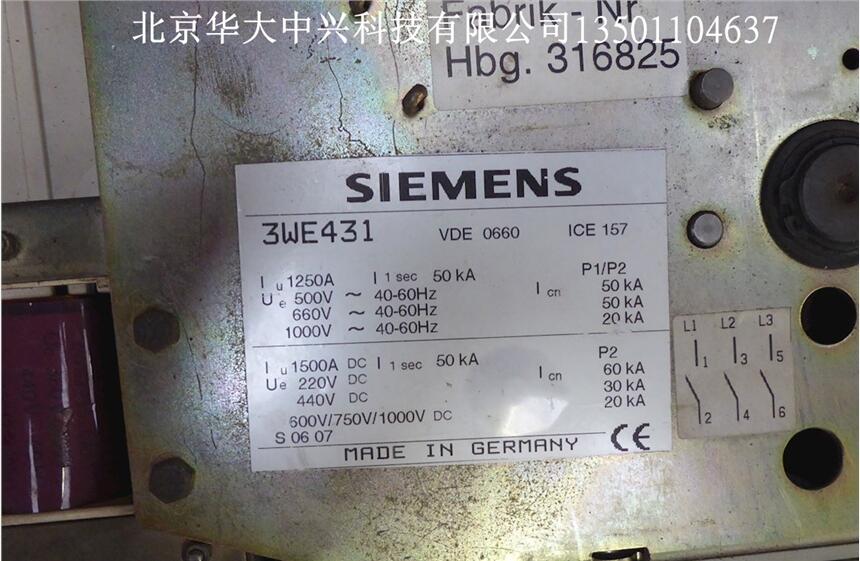 北京华大中兴科技有限公司13501104637
Fabrik - Nr
Hbg. 316825
SIEMENS
3WE431 VDE 0660 ICE 157
P1/P2
Iu 1250A I 1 sec 50 kA Icn 50 kA
Ue 500V ~ 40-60Hz 50 kA
660V ~ 40-60Hz 20 kA
1000V ~ 40-60Hz
P2
Iu 1500A DC I 1 sec 50 kA Icn 60 kA
Ue 220V DC 30 kA
440V DC 20 kA
600V/750V/1000V DC
S 06 07
MADE IN GERMANY CE
L1 L2 L3
1 3 5
2 4 6